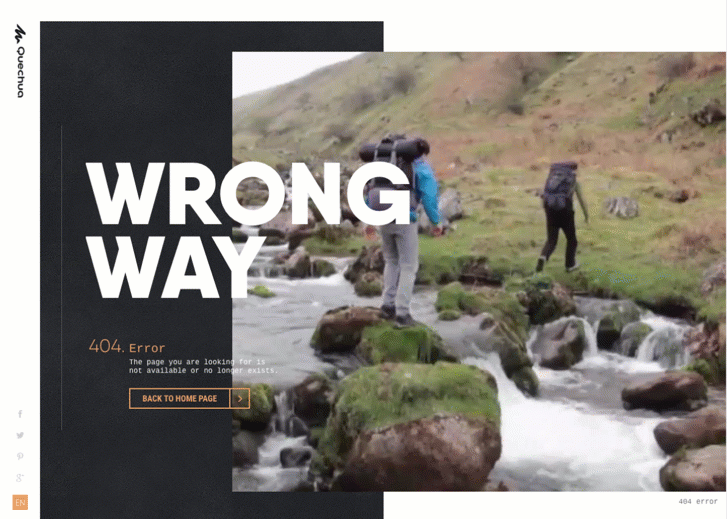 Quechua
WRONG
WAY
404. Error
The page you are looking for is
not available or no longer exists.
BACK TO HOME PAGE
EN
404 error